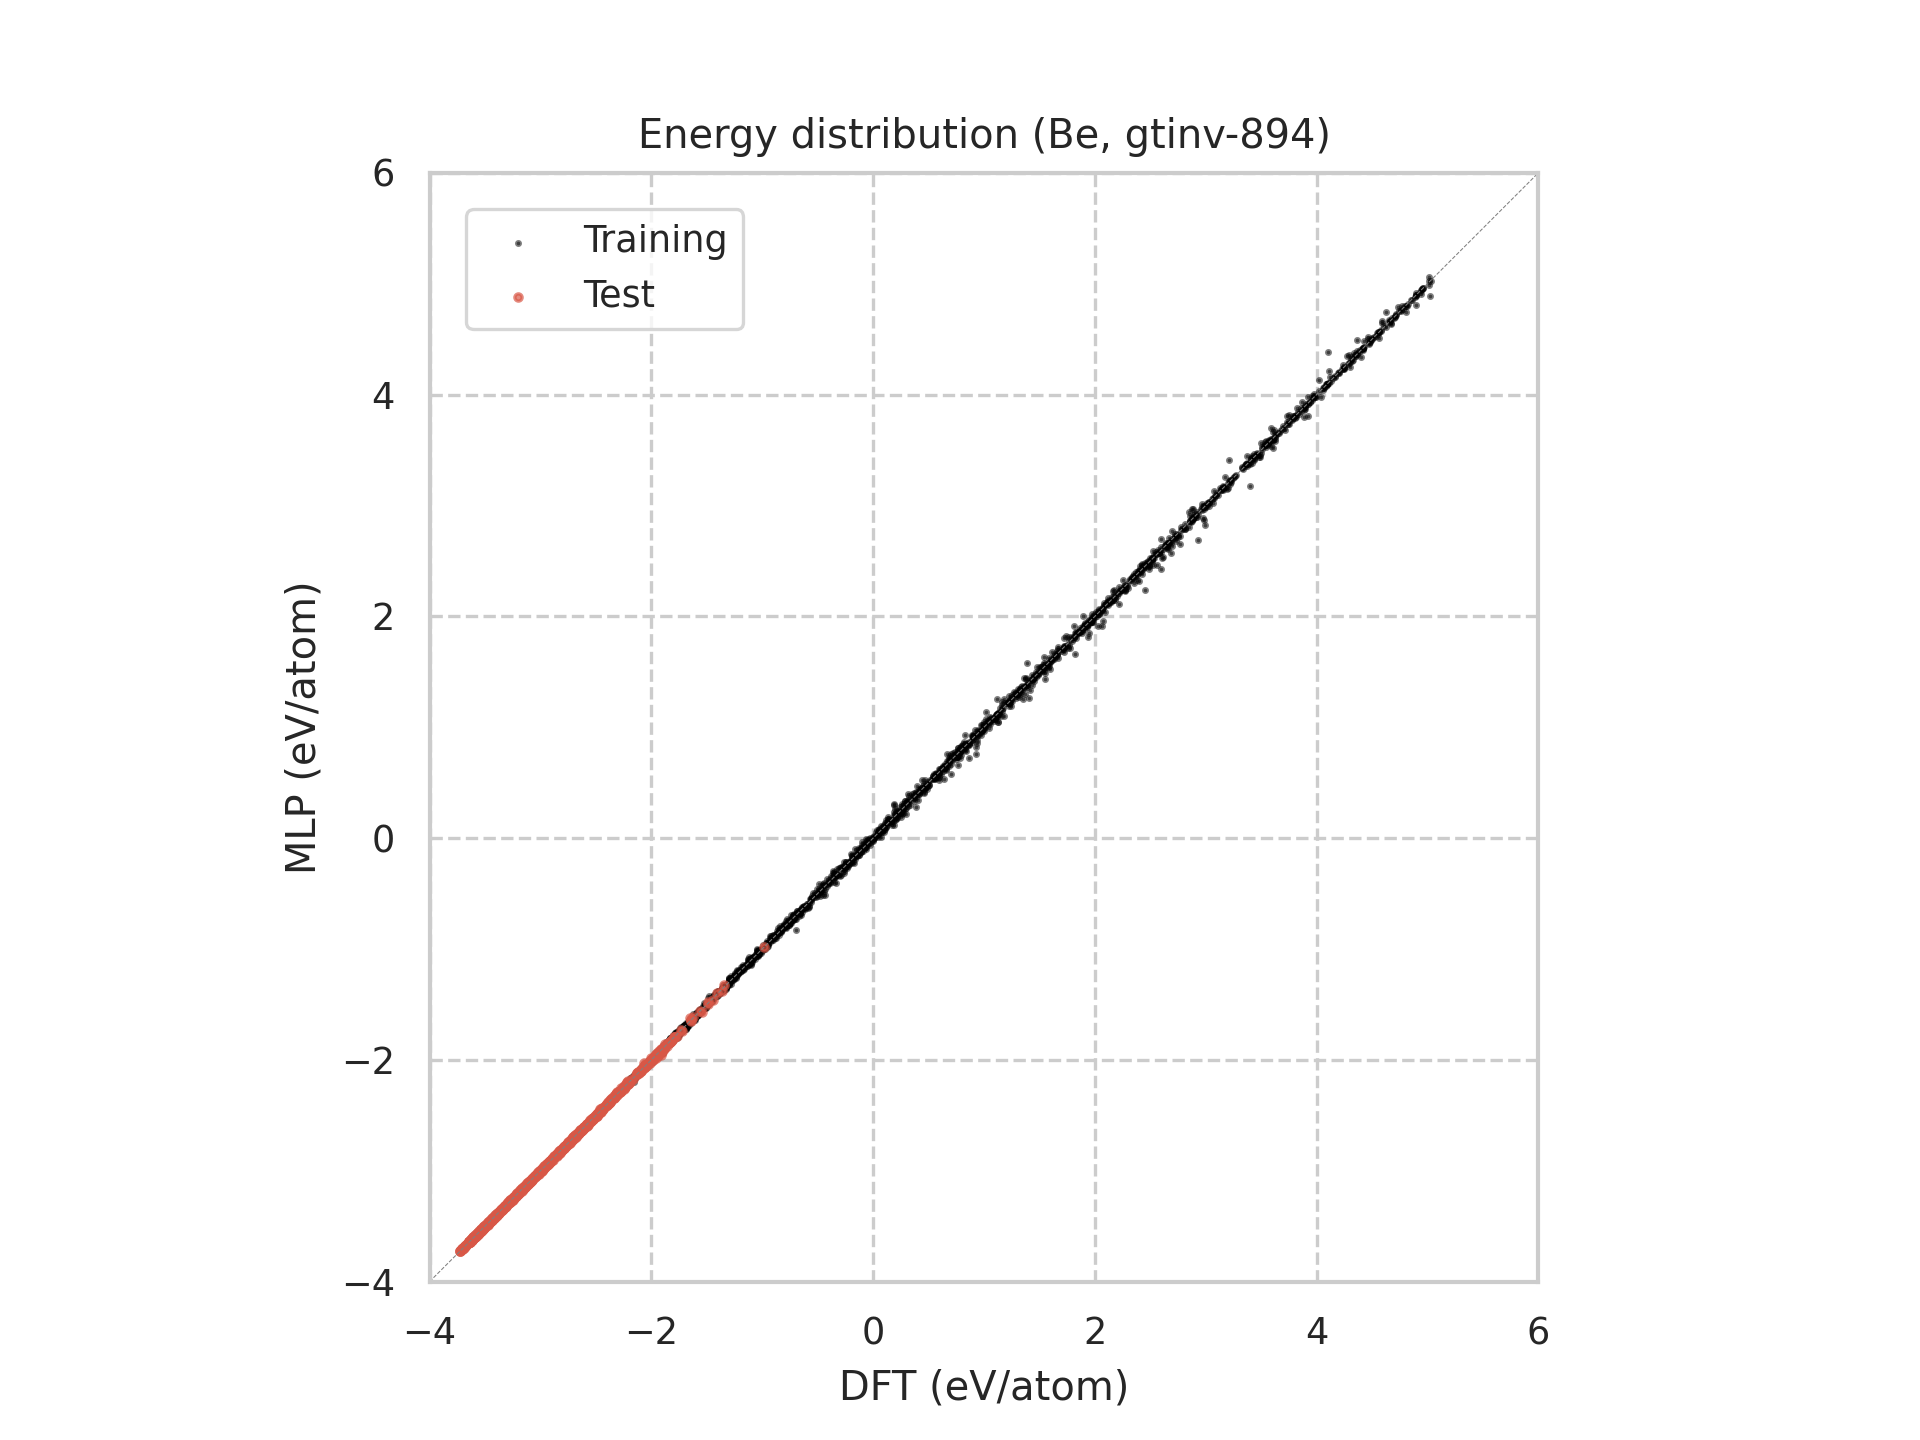 Energy distribution (Be, gtinv-894)
6
4
2
0
−2
−4
Training
Test
MLP (eV/atom)
−4 −2 0 2 4 6
DFT (eV/atom)